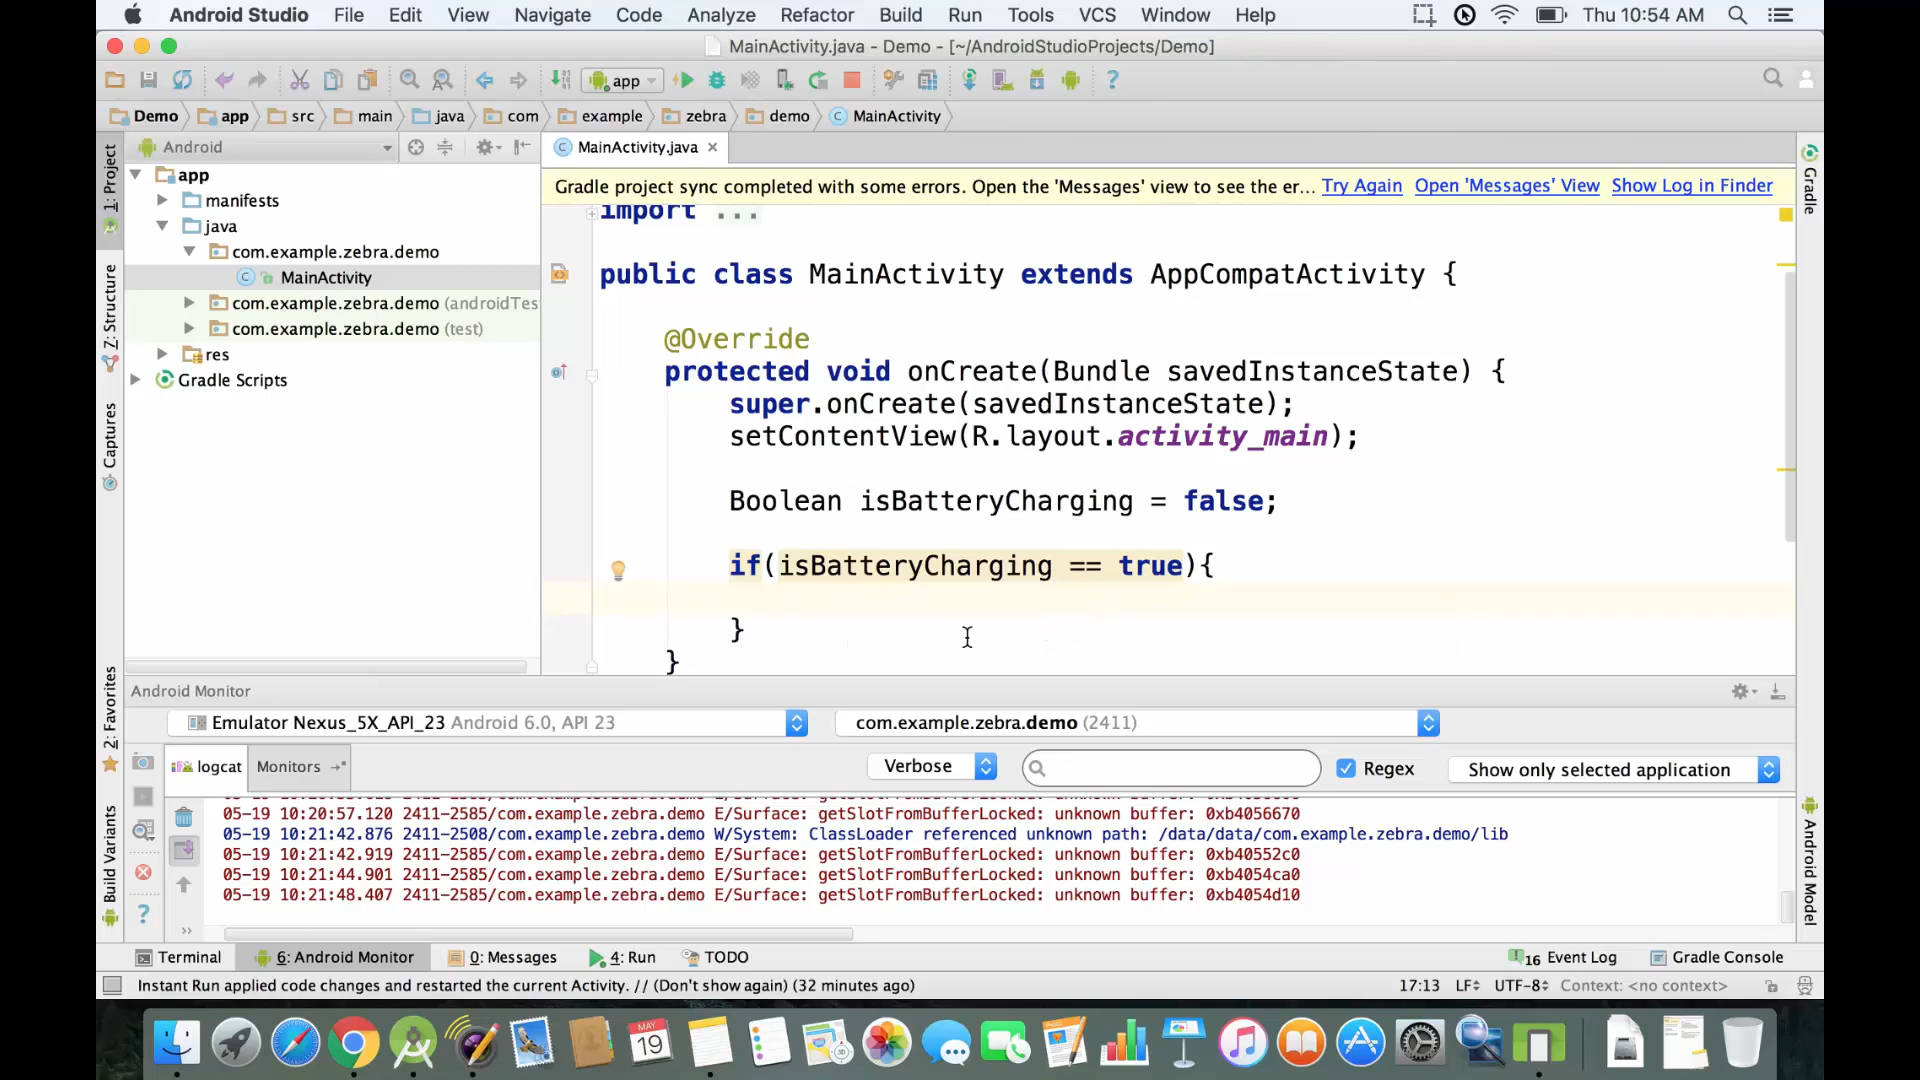 Android Studio File Edit View Navigate Code Analyze Refactor Build Run Tools VCS Window Help Thu 10:54 AM
MainActivity.java - Demo - [~/AndroidStudioProjects/Demo]
app
Demo app src main java com example zebra demo MainActivity
Android
MainActivity.java
1: Project
Z: Structure
Captures
2: Favorites
Build Variants
app
manifests
java
com.example.zebra.demo
MainActivity
com.example.zebra.demo (androidTes
com.example.zebra.demo (test)
res
Gradle Scripts
Gradle project sync completed with some errors. Open the 'Messages' view to see the er... Try Again Open 'Messages' View Show Log in Finder
import ...
public class MainActivity extends AppCompatActivity {
@Override
protected void onCreate(Bundle savedInstanceState) {
super.onCreate(savedInstanceState);
setContentView(R.layout.activity_main);
Boolean isBatteryCharging = false;
if(isBatteryCharging == true){
}
}
Gradle
Android Model
Android Monitor
Emulator Nexus_5X_API_23 Android 6.0, API 23 com.example.zebra.demo (2411)
logcat Monitors Verbose Regex Show only selected application
05-19 10:20:57.120 2411-2585/com.example.zebra.demo E/Surface: getSlotFromBufferLocked: unknown buffer: 0xb4056670
05-19 10:21:42.876 2411-2508/com.example.zebra.demo W/System: ClassLoader referenced unknown path: /data/data/com.example.zebra.demo/lib
05-19 10:21:42.919 2411-2585/com.example.zebra.demo E/Surface: getSlotFromBufferLocked: unknown buffer: 0xb40552c0
05-19 10:21:44.901 2411-2585/com.example.zebra.demo E/Surface: getSlotFromBufferLocked: unknown buffer: 0xb4054ca0
05-19 10:21:48.407 2411-2585/com.example.zebra.demo E/Surface: getSlotFromBufferLocked: unknown buffer: 0xb4054d10
Terminal 6: Android Monitor 0: Messages 4: Run TODO 16 Event Log Gradle Console
Instant Run applied code changes and restarted the current Activity. // (Don't show again) (32 minutes ago) 17:13 LF UTF-8 Context: <no context>
MAY
19